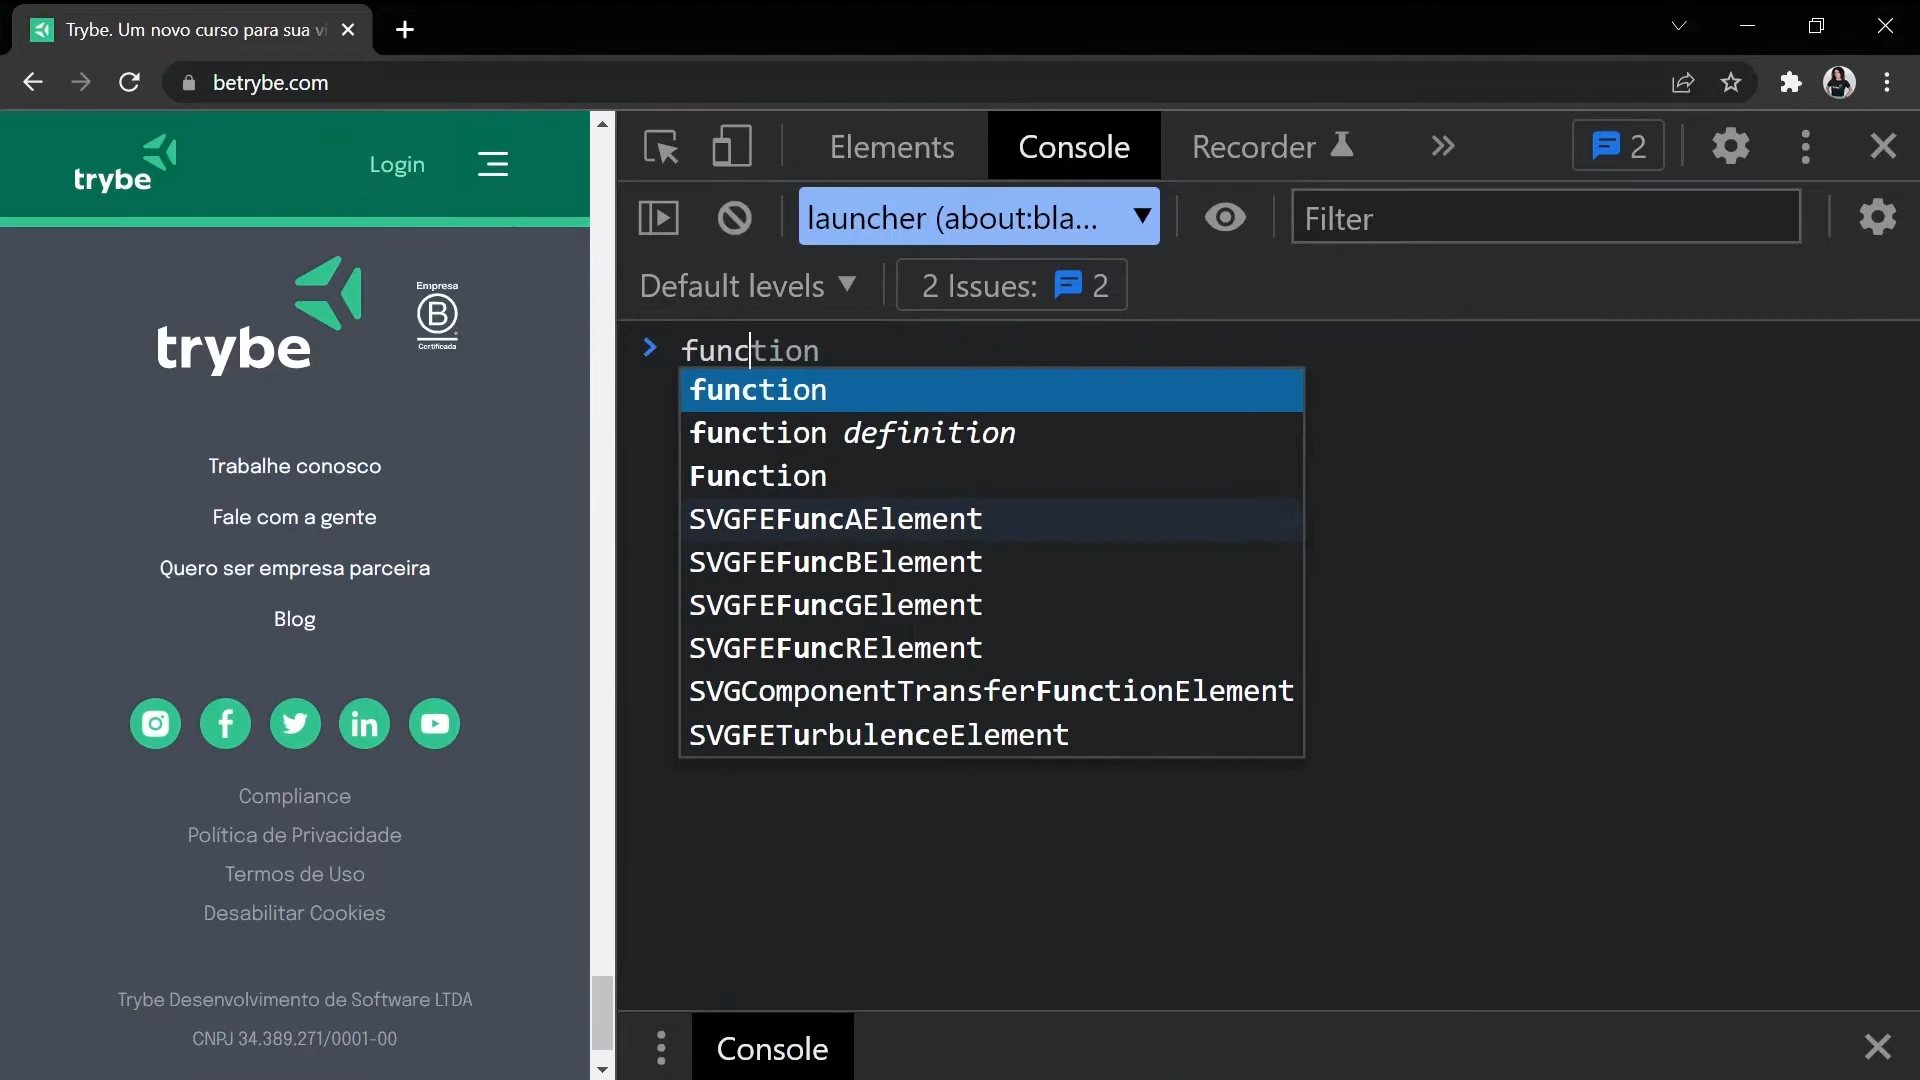 Trybe. Um novo curso para sua vi
betrybe.com
trybe
Login
Elements
Console
Recorder
2
launcher (about:bla...
Filter
Default levels
2 Issues: 2
trybe
Empresa
B
Certificada
> function
function
function definition
Function
SVGFEFuncAElement
SVGFEFuncBElement
SVGFEFuncGElement
SVGFEFuncRElement
SVGComponentTransferFunctionElement
SVGFETurbulenceElement
Trabalhe conosco
Fale com a gente
Quero ser empresa parceira
Blog
Compliance
Política de Privacidade
Termos de Uso
Desabilitar Cookies
Trybe Desenvolvimento de Software LTDA
CNPJ 34.389.271/0001-00
Console